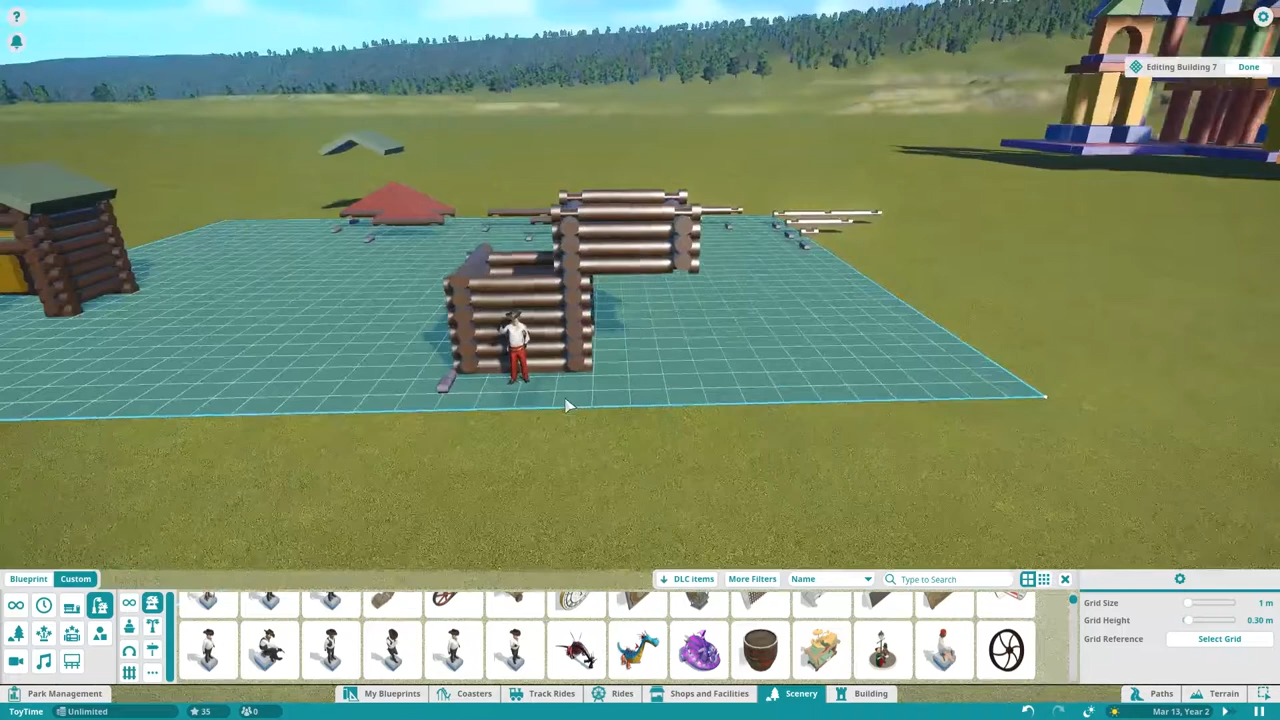 ?
Editing Building 7 Done
Blueprint Custom
DLC items More Filters Name Type to Search
Grid Size 1 m
Grid Height 0.30 m
Grid Reference Select Grid
Park Management My Blueprints Coasters Track Rides Rides Shops and Facilities Scenery Building Paths Terrain
ToyTime Unlimited 35 0 Mar 13, Year 2